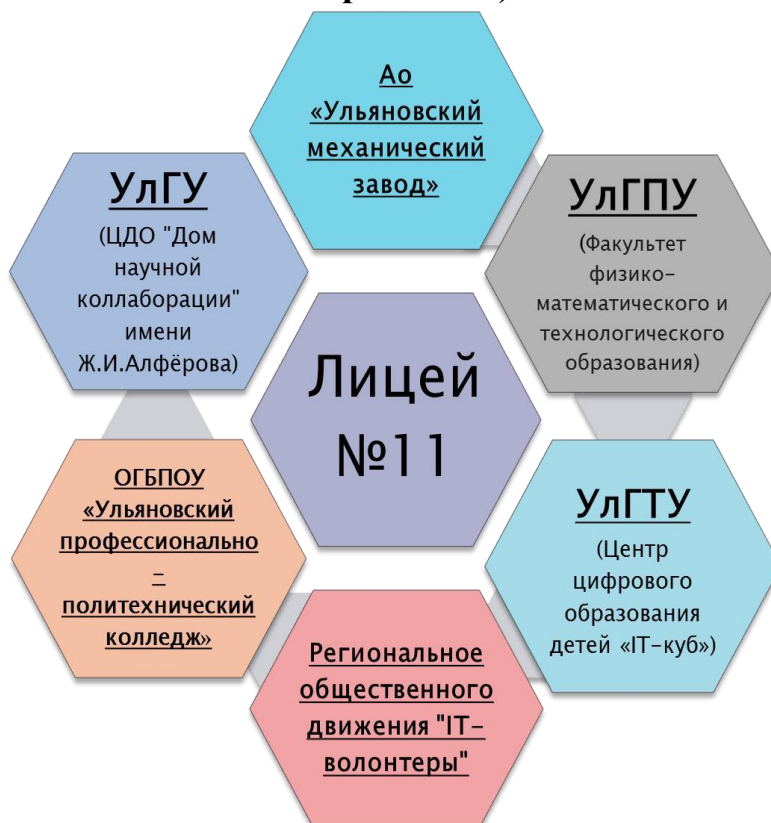 Ао
«Ульяновский
механический
завод»
УлГУ
(ЦДО "Дом
научной
коллаборации"
имени
Ж.И.Алфёрова)
УлГПУ
(Факультет
физико-
математического и
технологического
образования)
Лицей
№11
ОГБПОУ
«Ульяновский
профессионально
-
политехнический
колледж»
УлГТУ
(Центр
цифрового
образования
детей «IT-куб»)
Региональное
общественного
движения "IT-
волонтеры"